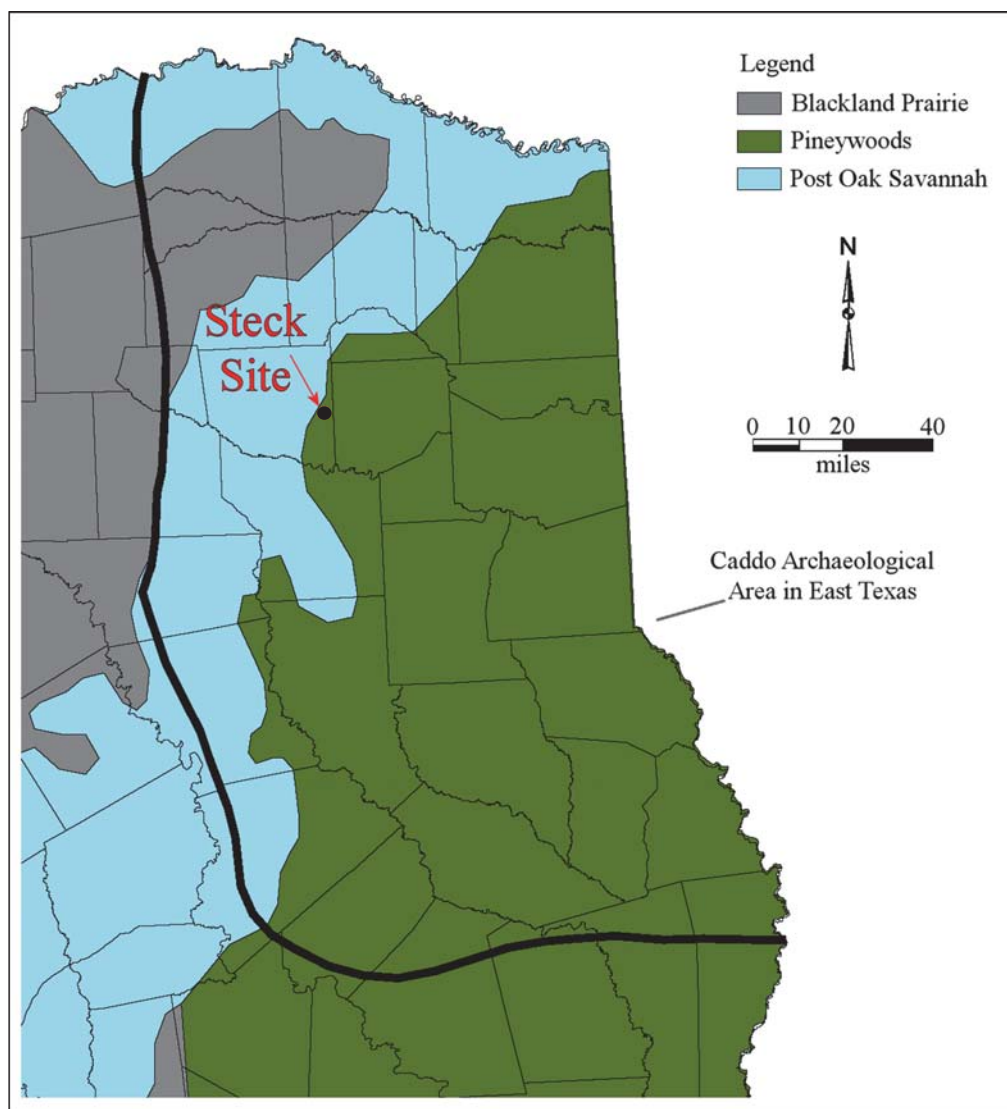 Legend
Blackland Prairie
Pineywoods
Post Oak Savannah
N
Steck
Site
0 10 20 40
miles
Caddo Archaeological
Area in East Texas